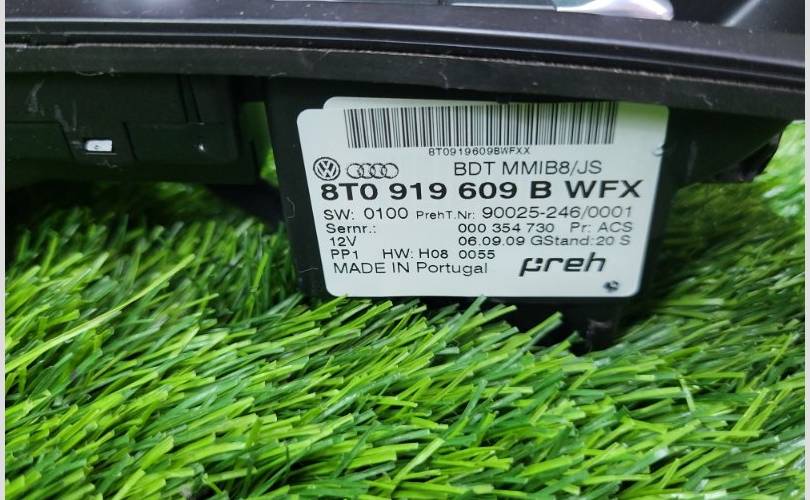 8T0919609BWFXX
BDT MMIB8/JS
8T0 919 609 B WFX
SW: 0100 PrehT.Nr: 90025-246/0001
Sernr.: 000 354 730 Pr: ACS
12V 06.09.09 GStand: 20 S
PP1 HW: H08 0055
MADE IN Portugal preh